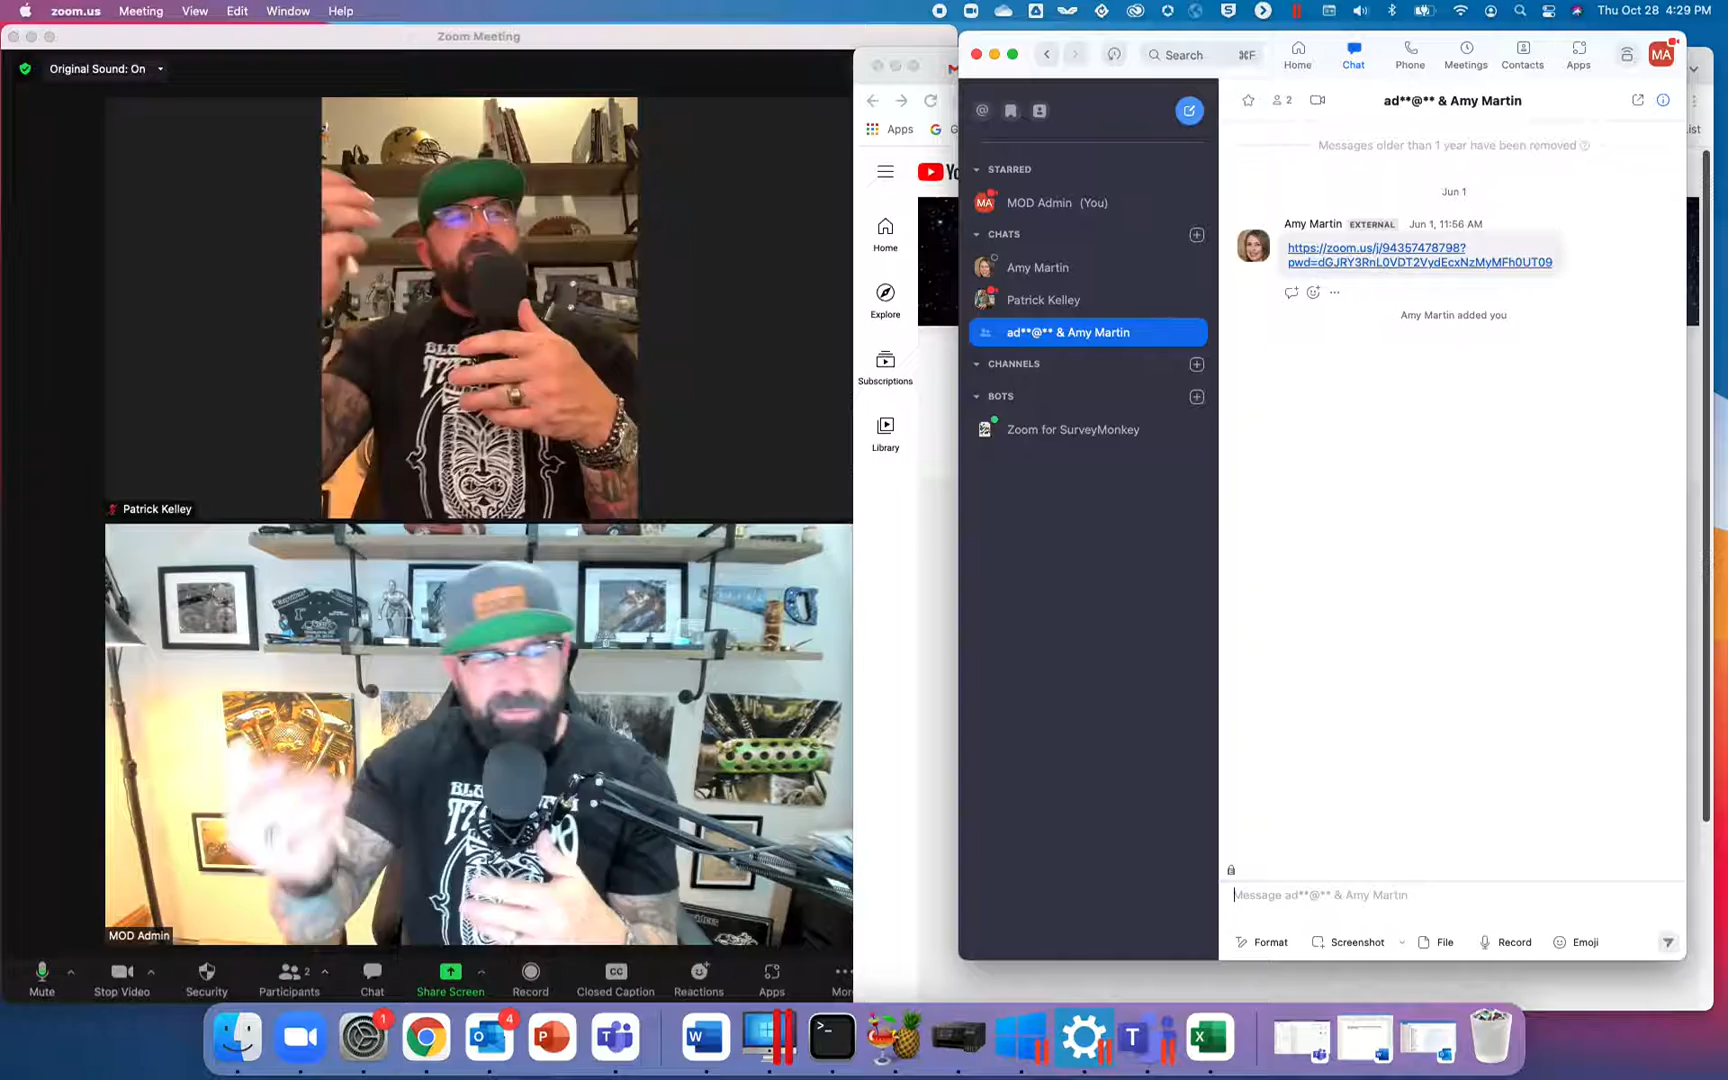 zoom.us Meeting View Edit Window Help
Thu Oct 28 4:29 PM
Zoom Meeting
Original Sound: On
Patrick Kelley
MOD Admin
Mute
Stop Video
Security
Participants
2
Chat
Share Screen
Record
CC
Closed Caption
Reactions
Apps
Apps
Home
Explore
Subscriptions
Library
Search ⌘F
Home
Chat
Phone
Meetings
Contacts
Apps
MA
STARRED
MA
MOD Admin (You)
CHATS
Amy Martin
Patrick Kelley
ad**@** & Amy Martin
CHANNELS
BOTS
Zoom for SurveyMonkey
2
ad**@** & Amy Martin
Messages older than 1 year have been removed
Jun 1
Amy Martin EXTERNAL Jun 1, 11:56 AM
https://zoom.us/j/94357478798?
pwd=dGJRY3RnL0VDT2VydEcxNzMyMFh0UT09
Amy Martin added you
Message ad**@** & Amy Martin
Format
Screenshot
File
Record
Emoji
1
4